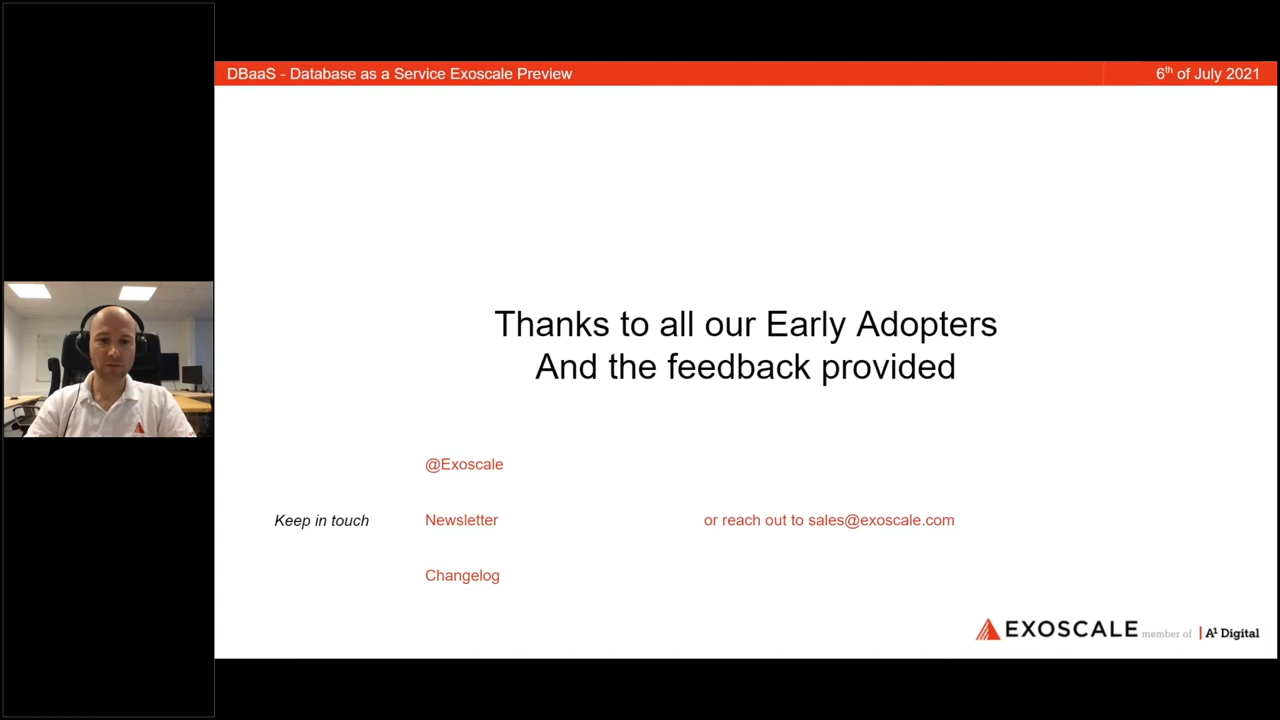 DBaaS - Database as a Service Exoscale Preview
6th of July 2021
Thanks to all our Early Adopters
And the feedback provided
@Exoscale
Keep in touch
Newsletter
or reach out to sales@exoscale.com
Changelog
EXOSCALE member of | A1 Digital